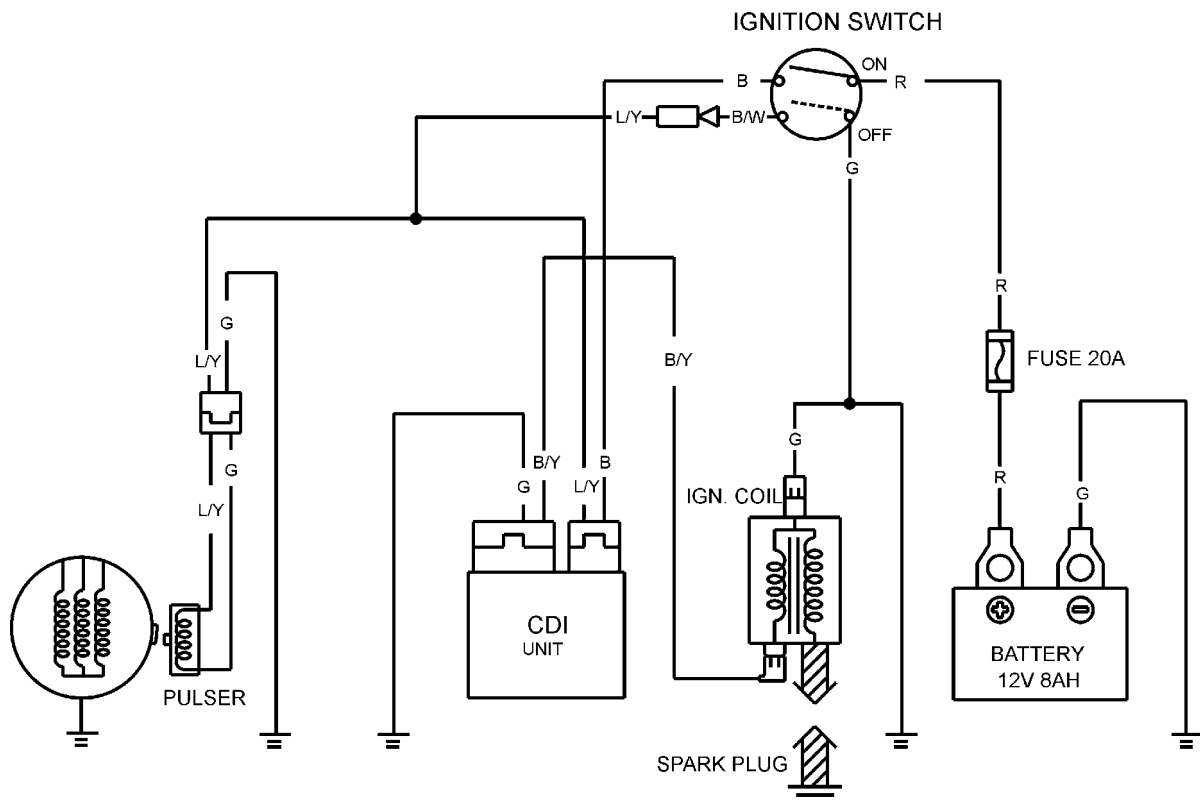 IGNITION SWITCH
ON
B
R
L/Y
B/W
OFF
G
R
G
L/Y
B/Y
FUSE 20A
G
B/Y
B
G
L/Y
G
L/Y
IGN. COIL
R
G
CDI
UNIT
PULSER
BATTERY
12V 8AH
SPARK PLUG